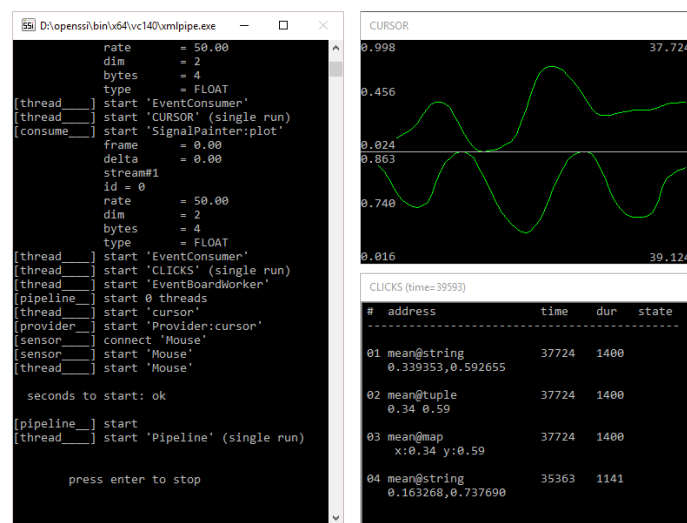 D:\openssi\bin\x64\vc140\xmlpipe.exe
rate = 50.00
dim = 2
bytes = 4
type = FLOAT
[thread____] start 'EventConsumer'
[thread____] start 'CURSOR' (single run)
[consume___] start 'SignalPainter:plot'
frame = 0.00
delta = 0.00
stream#1
id = 0
rate = 50.00
dim = 2
bytes = 4
type = FLOAT
[thread____] start 'EventConsumer'
[thread____] start 'CLICKS' (single run)
[thread____] start 'EventBoardWorker'
[pipeline__] start 0 threads
[thread____] start 'cursor'
[provider__] start 'Provider:cursor'
[sensor____] connect 'Mouse'
[sensor____] start 'Mouse'
[thread____] start 'Mouse'
seconds to start: ok
[pipeline__] start
[thread____] start 'Pipeline' (single run)
press enter to stop
CURSOR
0.998 37.724
0.456
0.024
0.863
0.740
0.016 39.124
CLICKS (time=39593)
# address time dur state
-----------------------------------------------
01 mean@string 37724 1400
0.339353,0.592655
02 mean@tuple 37724 1400
0.34 0.59
03 mean@map 37724 1400
x:0.34 y:0.59
04 mean@string 35363 1141
0.163268,0.737690